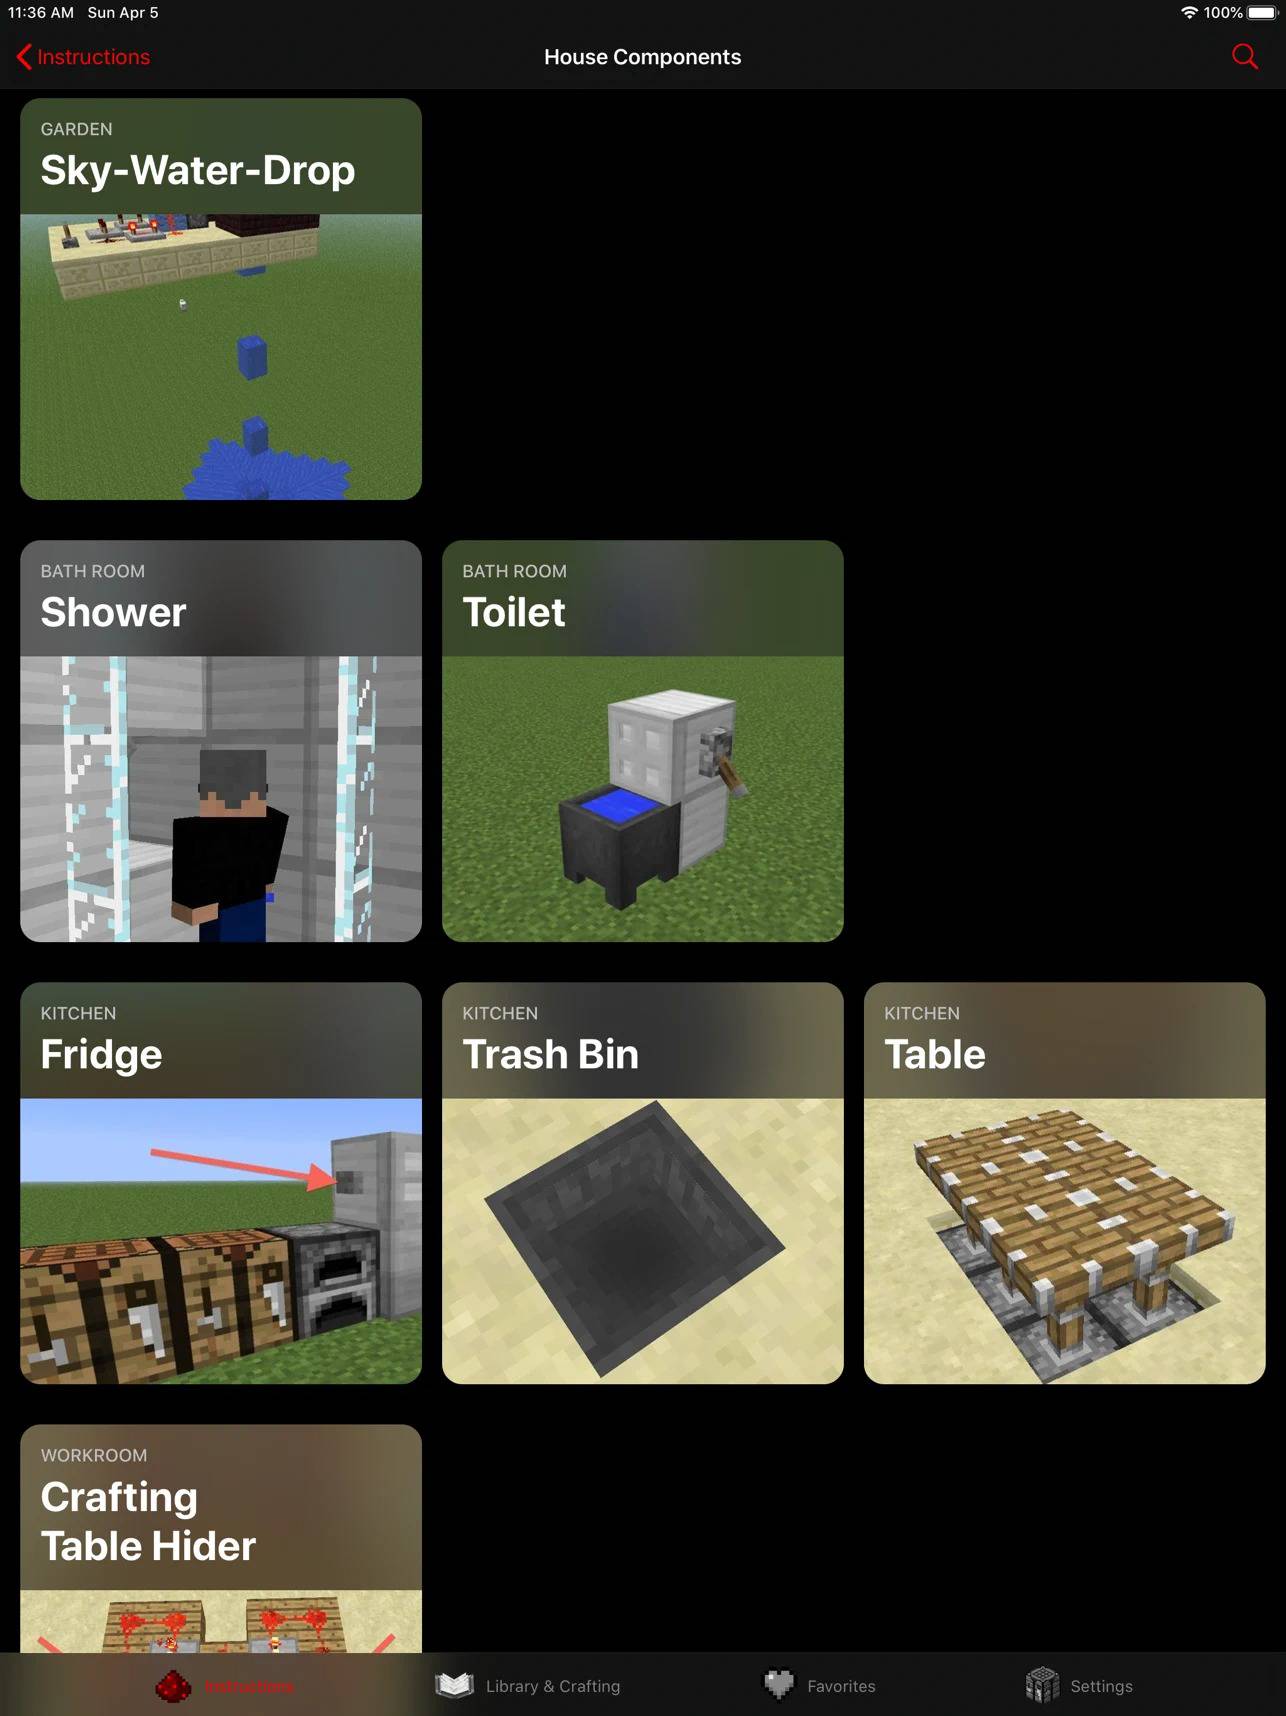 11:36 AM Sun Apr 5
100%
Instructions
House Components
GARDEN
Sky-Water-Drop
BATH ROOM
Shower
BATH ROOM
Toilet
KITCHEN
Fridge
KITCHEN
Trash Bin
KITCHEN
Table
WORKROOM
Crafting
Table Hider
Instructions
Library & Crafting
Favorites
Settings